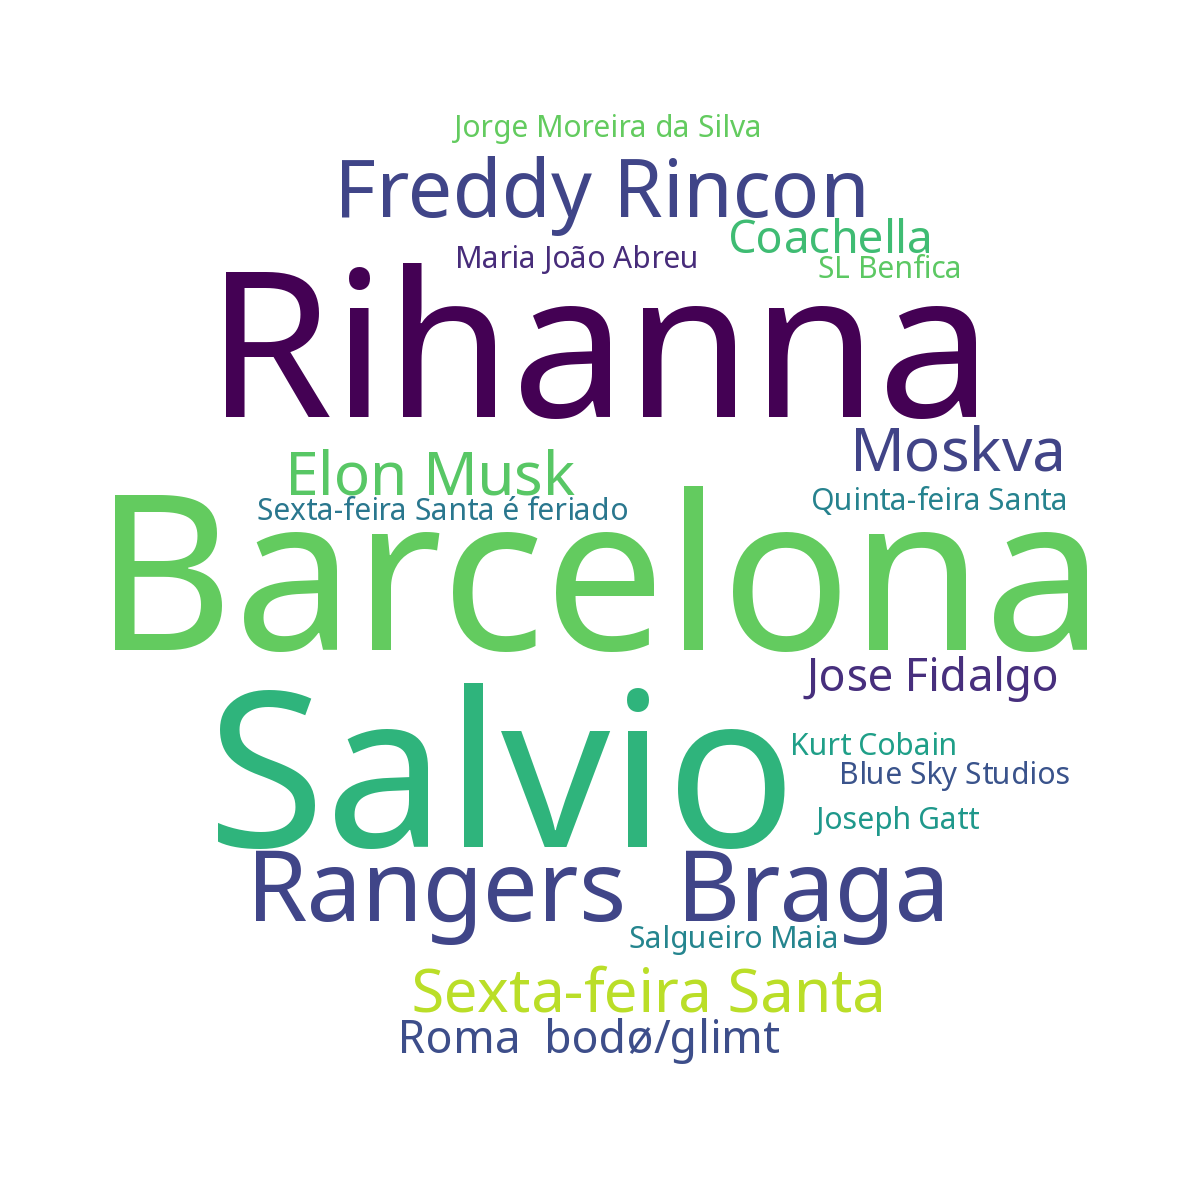 Jorge Moreira da Silva
Freddy Rincon
Coachella
Maria João Abreu
SL Benfica
Rihanna
Moskva
Elon Musk
Quinta-feira Santa
Sexta-feira Santa é feriado
Barcelona
Jose Fidalgo
Salvio
Kurt Cobain
Blue Sky Studios
Joseph Gatt
Rangers  Braga
Salgueiro Maia
Sexta-feira Santa
Roma  bodø/glimt